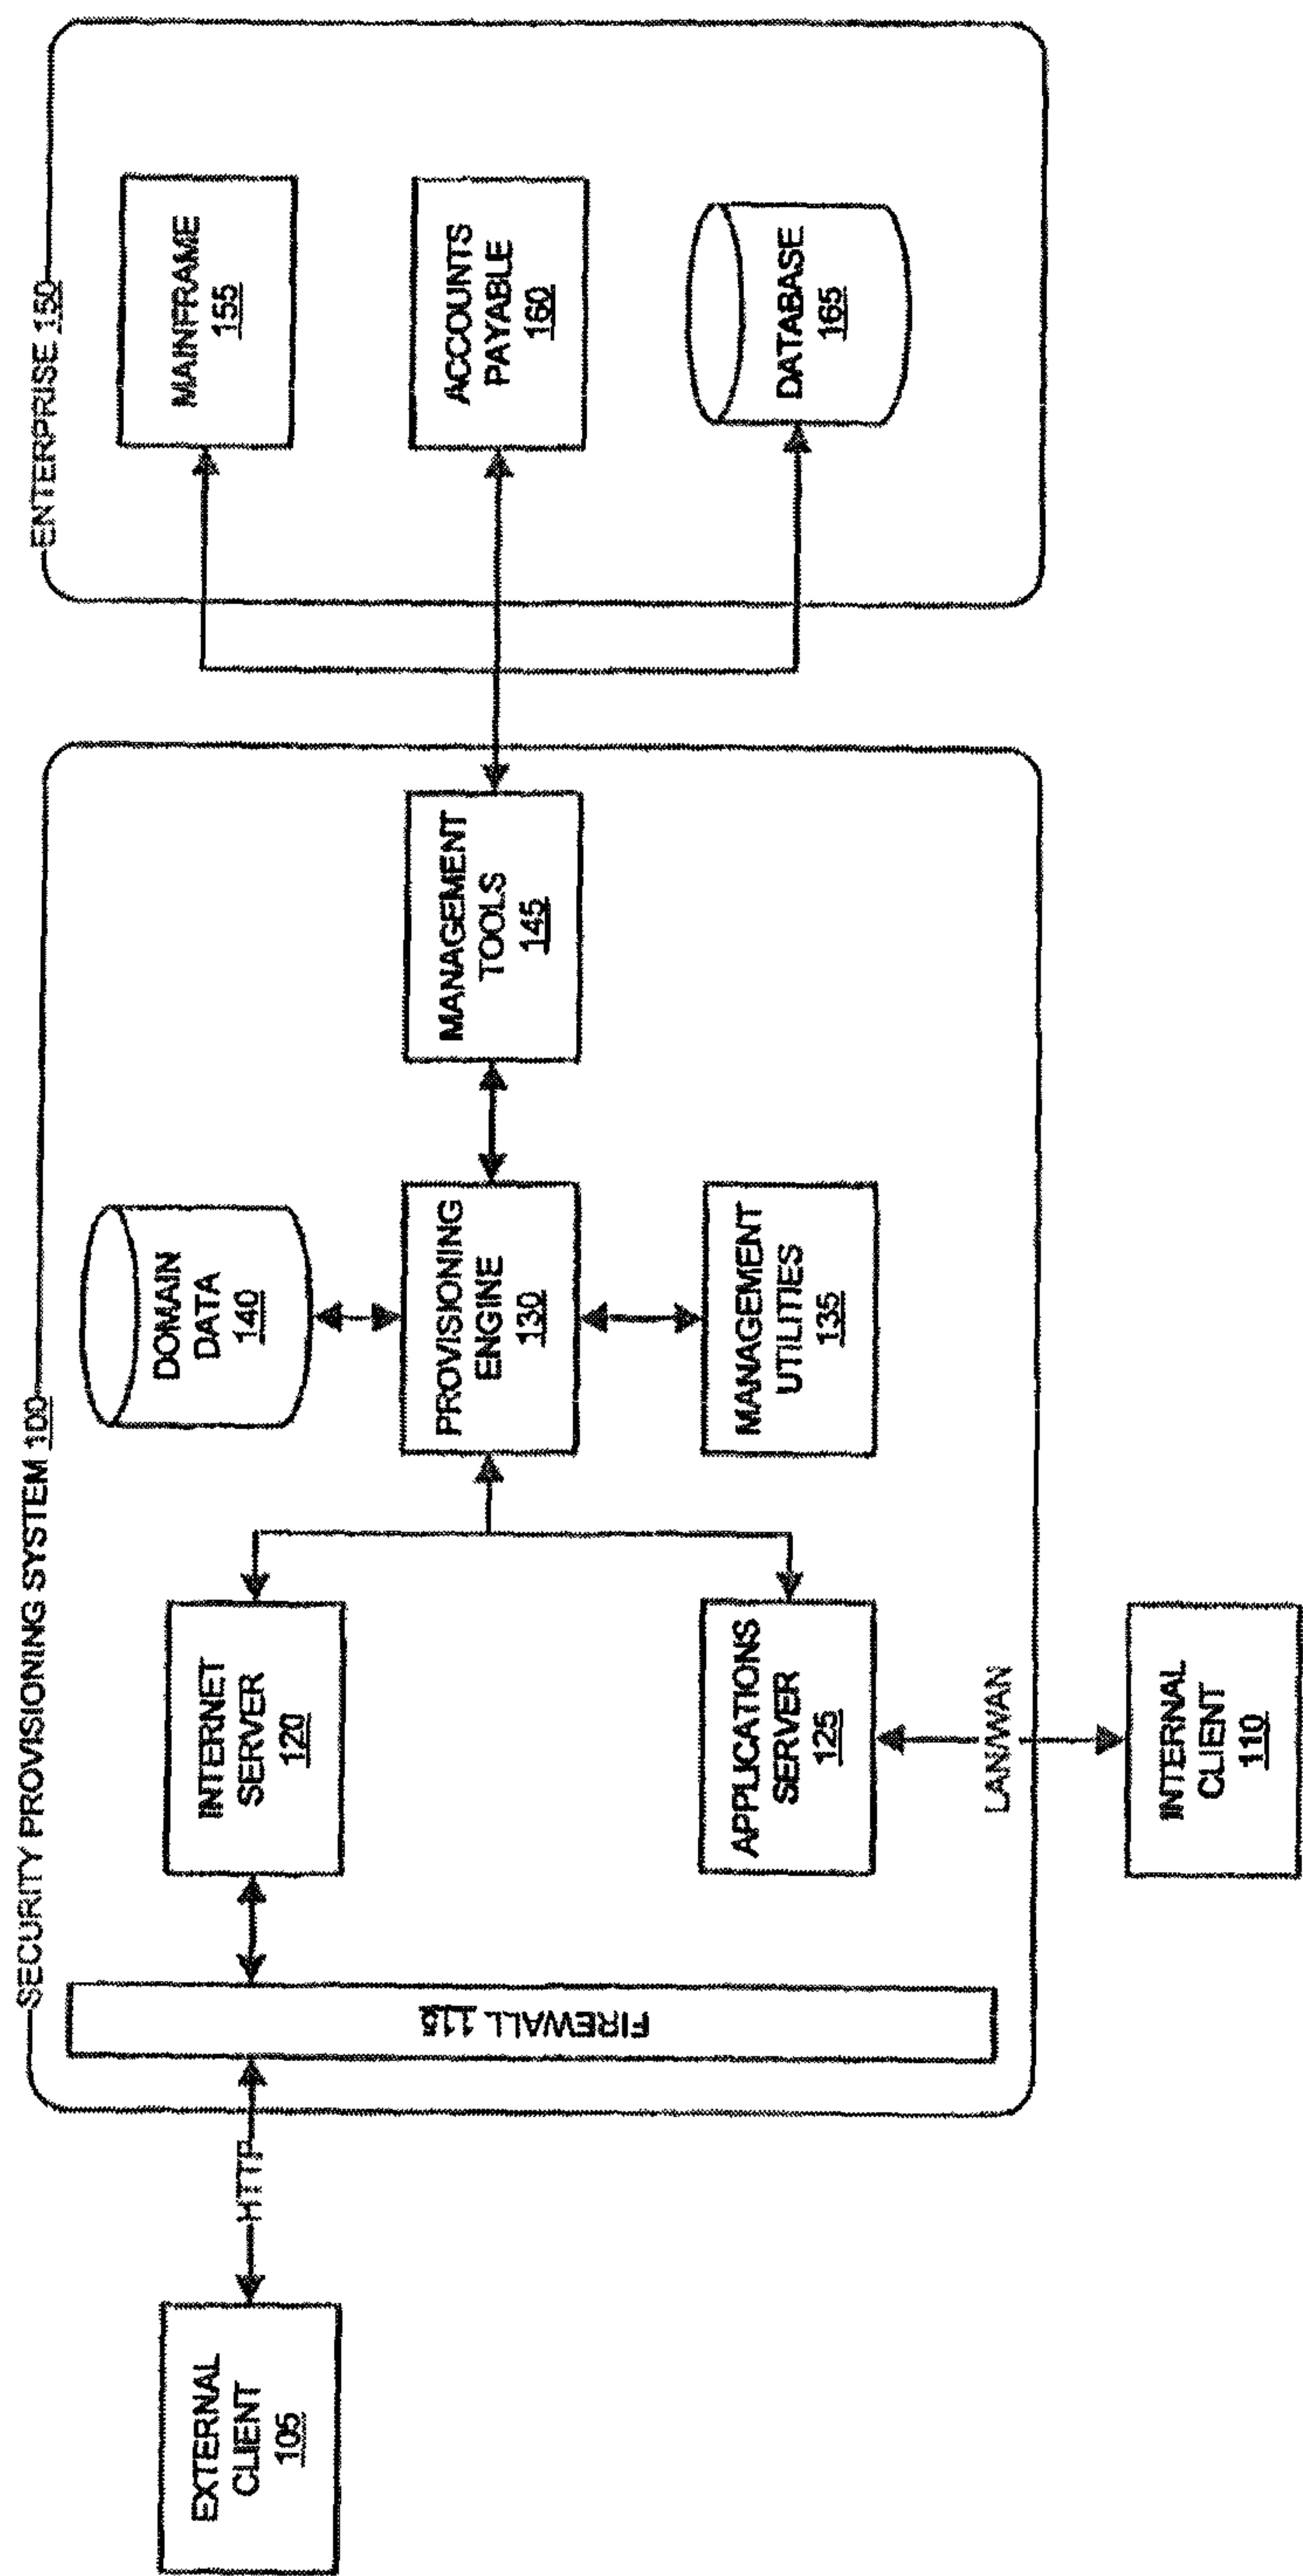 SECURITY PROVISIONING SYSTEM 100
ENTERPRISE 150
EXTERNAL
CLIENT
105
HTTP
FIREWALL 115
INTERNET
SERVER
120
APPLICATIONS
SERVER
125
LAN/WAN
INTERNAL
CLIENT
110
DOMAIN
DATA
140
PROVISIONING
ENGINE
130
MANAGEMENT
UTILITIES
135
MANAGEMENT
TOOLS
145
MAINFRAME
155
ACCOUNTS
PAYABLE
160
DATABASE
165